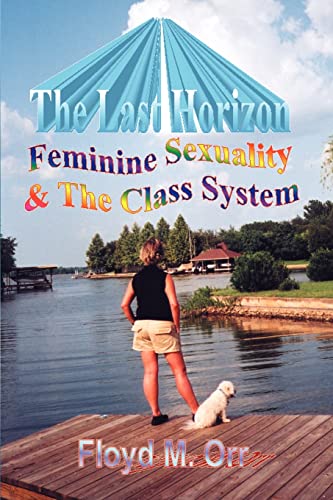 The Last Horizon
Feminine Sexuality
& The Class System
Floyd M. Orr